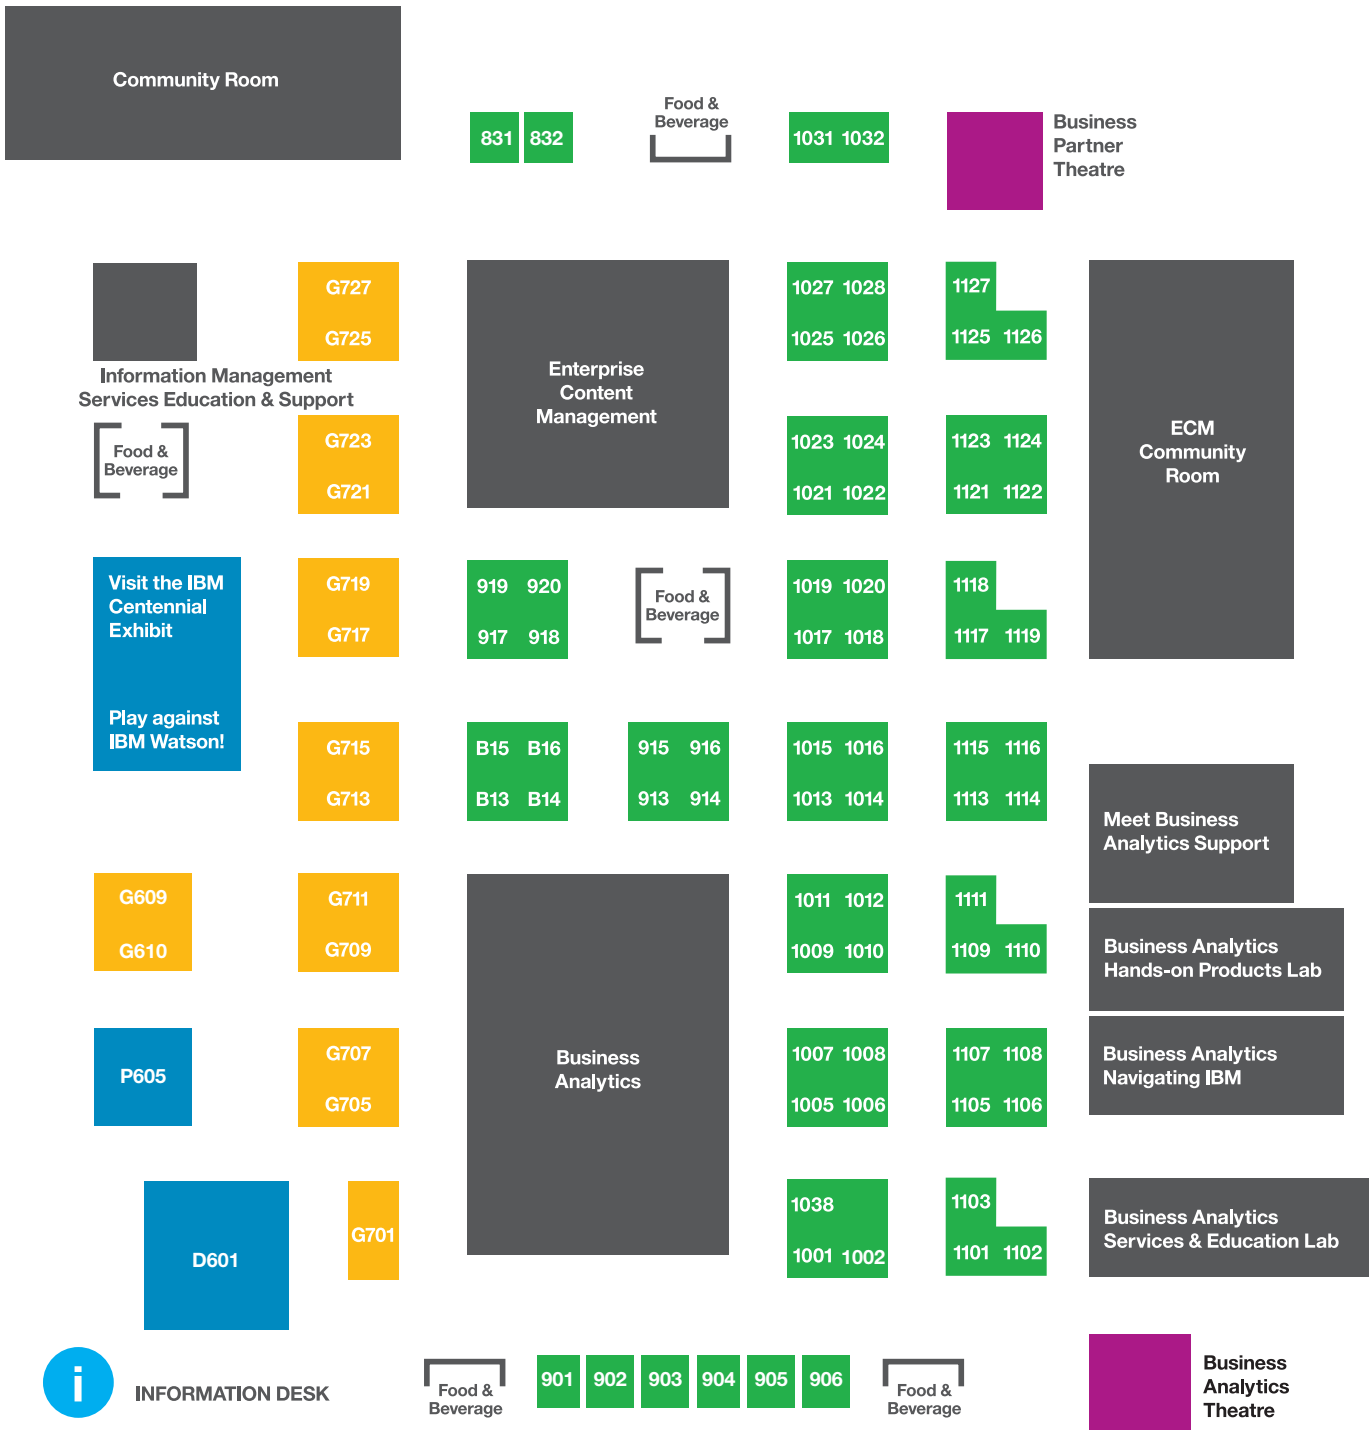 Community Room
831 832
Food &
Beverage
1031 1032
Business
Partner
Theatre
G727
G725
Information Management
Services Education & Support
Enterprise
Content
Management
1027 1028
1025 1026
1127
1125 1126
ECM
Community
Room
Food &
Beverage
G723
G721
1023 1024
1021 1022
1123 1124
1121 1122
Visit the IBM
Centennial
Exhibit
Play against
IBM Watson!
G719
G717
919 920
917 918
Food &
Beverage
1019 1020
1017 1018
1118
1117 1119
G715
G713
B15 B16
B13 B14
915 916
913 914
1015 1016
1013 1014
1115 1116
1113 1114
Meet Business
Analytics Support
G609
G610
G711
G709
Business
Analytics
1011 1012
1009 1010
1111
1109 1110
Business Analytics
Hands-on Products Lab
P605
G707
G705
1007 1008
1005 1006
1107 1108
1105 1106
Business Analytics
Navigating IBM
D601
G701
1038
1001 1002
1103
1101 1102
Business Analytics
Services & Education Lab
i
INFORMATION DESK
Food &
Beverage
901 902 903 904 905 906
Food &
Beverage
Business
Analytics
Theatre